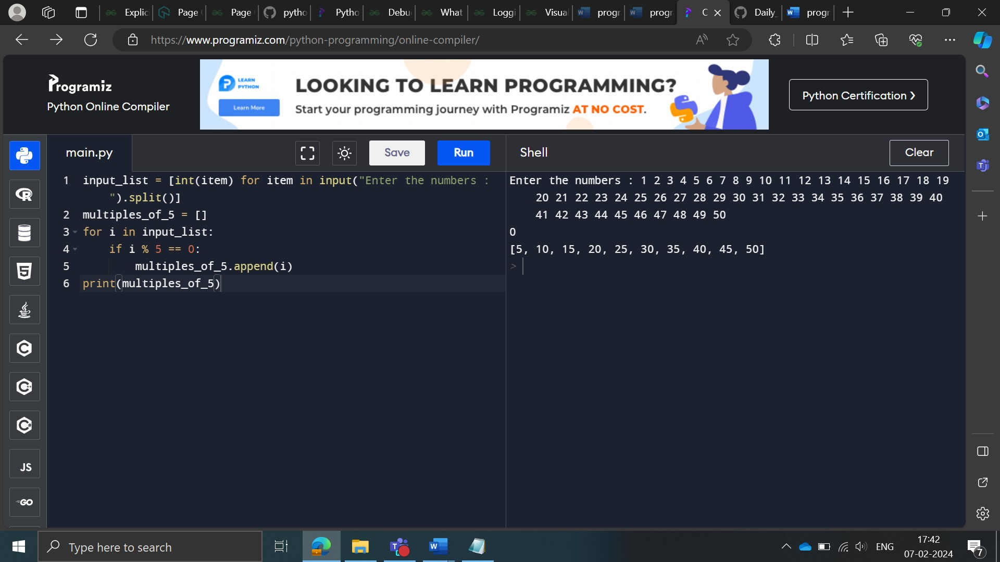 Explic
Page
Page
pytho
Pytho
Debu
What
Loggi
Visual
progr
progr
C
Daily_
progr
https://www.programiz.com/python-programming/online-compiler/
Programiz
Python Online Compiler
LEARN
PYTHON
Learn More
LOOKING TO LEARN PROGRAMMING?
Start your programming journey with Programiz AT NO COST.
Python Certification ❯
main.py
Save
Run
Shell
Clear
1 input_list = [int(item) for item in input("Enter the numbers :
").split()]
2 multiples_of_5 = []
3 for i in input_list:
4 if i % 5 == 0:
5 multiples_of_5.append(i)
6 print(multiples_of_5)
Enter the numbers : 1 2 3 4 5 6 7 8 9 10 11 12 13 14 15 16 17 18 19
20 21 22 23 24 25 26 27 28 29 30 31 32 33 34 35 36 37 38 39 40
41 42 43 44 45 46 47 48 49 50
0
[5, 10, 15, 20, 25, 30, 35, 40, 45, 50]
>
JS
GO
Type here to search
ENG
17:42
07-02-2024
7